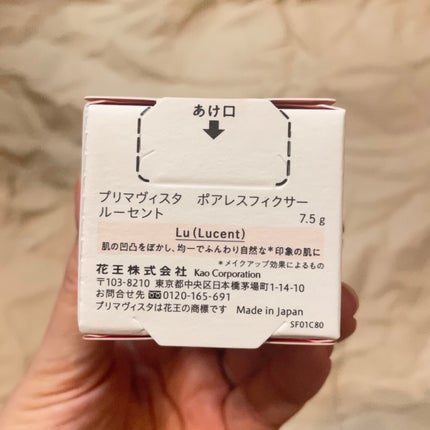 あけ口
プリマヴィスタ ポアレスフィクサー
ルーセント 7.5 g
Lu(Lucent)
肌の凹凸をぼかし、均一でふんわり自然な*印象の肌に
*メイクアップ効果によるもの
花王株式会社 Kao Corporation
〒103-8210 東京都中央区日本橋茅場町1-14-10
お問合せ先 0120-165-691
プリマヴィスタは花王の商標です Made in Japan
SF01C80